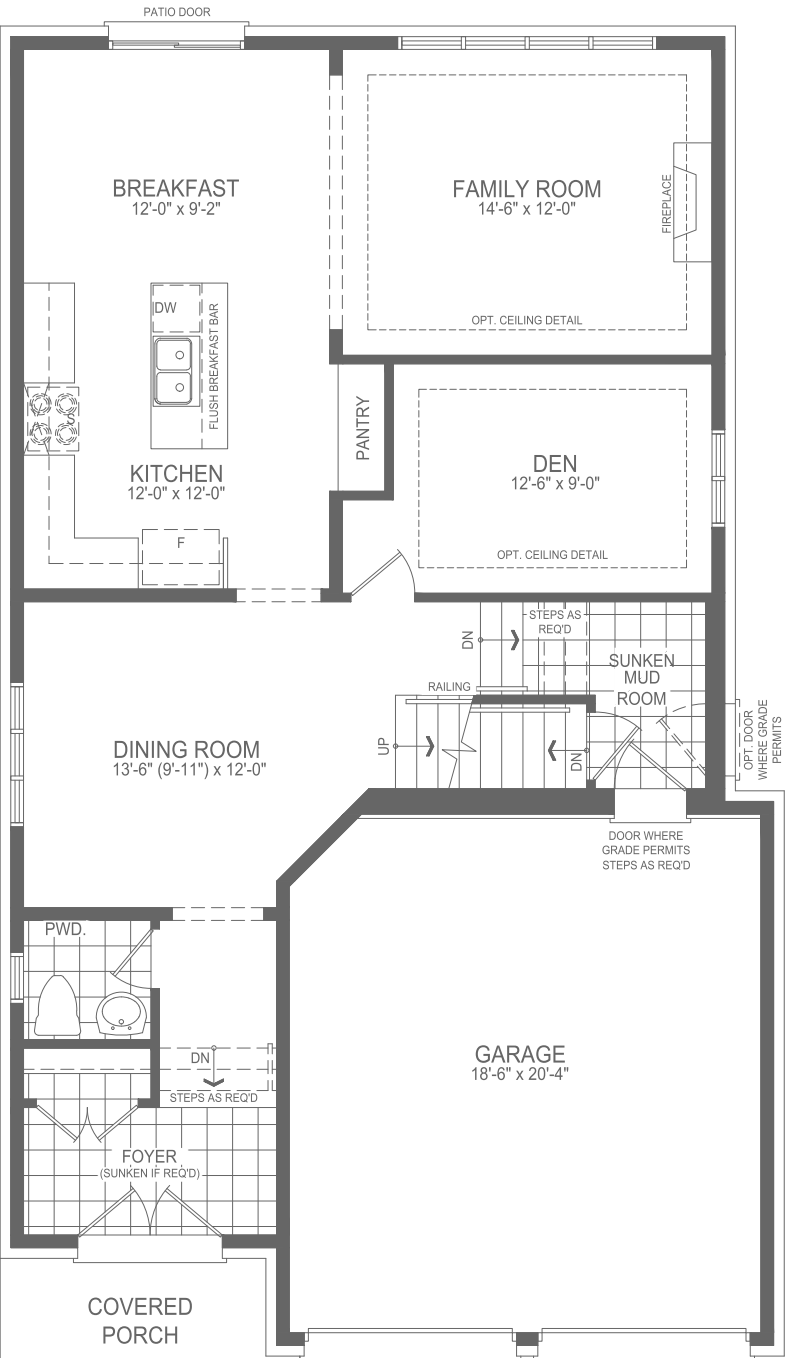 PATIO DOOR
BREAKFAST
12'-0" x 9'-2"
FAMILY ROOM
14'-6" x 12'-0"
FIREPLACE
OPT. CEILING DETAIL
DW
FLUSH BREAKFAST BAR
S
PANTRY
KITCHEN
12'-0" x 12'-0"
F
DEN
12'-6" x 9'-0"
OPT. CEILING DETAIL
DN
STEPS AS
REQ'D
SUNKEN
MUD
ROOM
RAILING
UP
DN
OPT. DOOR
WHERE GRADE
PERMITS
DINING ROOM
13'-6" (9'-11") x 12'-0"
DOOR WHERE
GRADE PERMITS
STEPS AS REQ'D
PWD.
DN
STEPS AS REQ'D
GARAGE
18'-6" x 20'-4"
FOYER
(SUNKEN IF REQ'D)
COVERED
PORCH